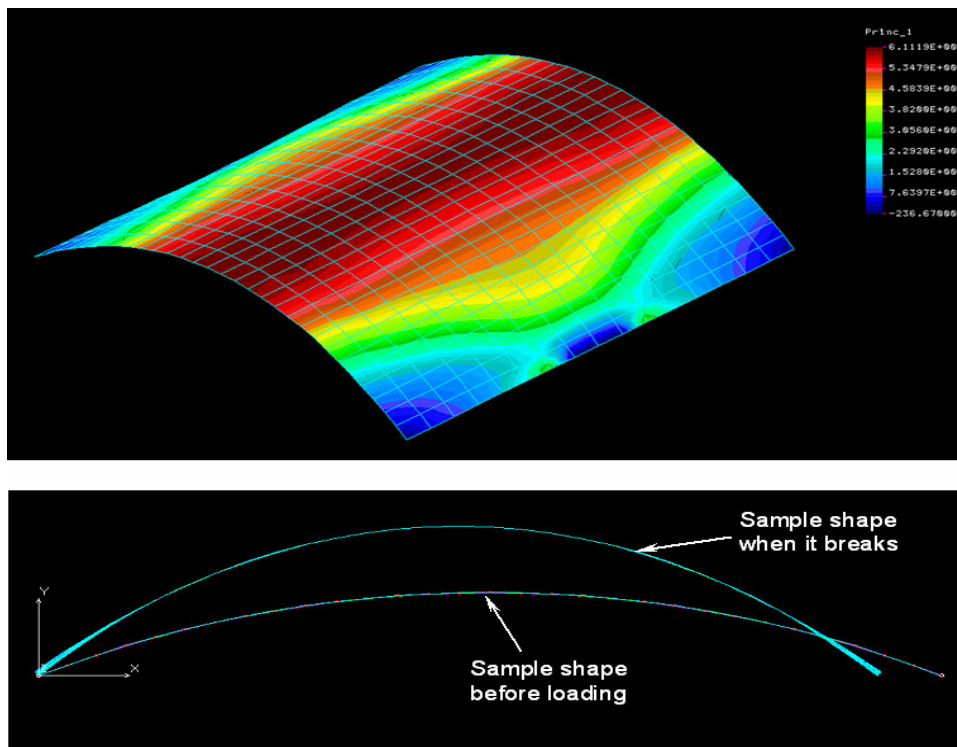 Princ_1
6.1119E+00
5.3479E+00
4.5839E+00
3.8200E+00
3.0560E+00
2.2920E+00
1.5280E+00
7.6397E+00
-236.67000
Sample shape
when it breaks
Y
Z
X
Sample shape
before loading